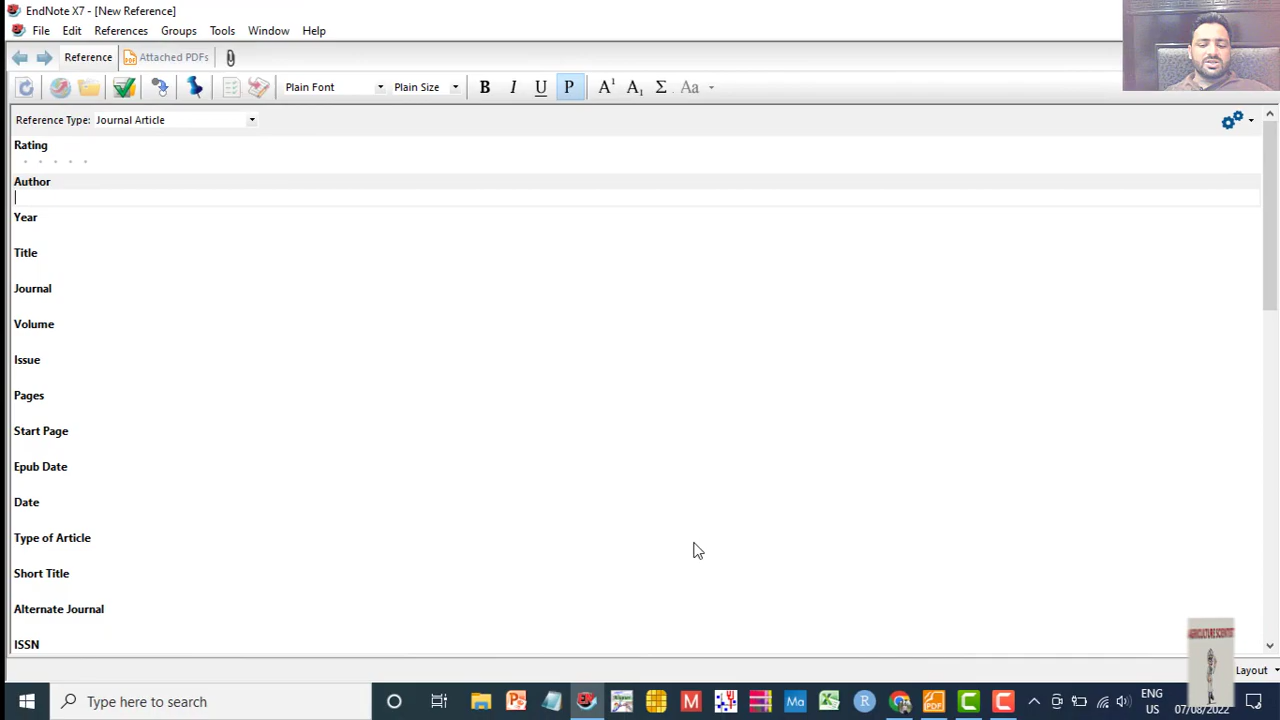 EndNote X7 - [New Reference]
File Edit References Groups Tools Window Help
Reference Attached PDFs
Plain Font Plain Size B I U P A1 A1 Σ Aa
Reference Type: Journal Article
Rating
Author
Year
Title
Journal
Volume
Issue
Pages
Start Page
Epub Date
Date
Type of Article
Short Title
Alternate Journal
ISSN
AGRICULTURE SCIENTIST
Layout
Type here to search
ENG
US
07/08/2022